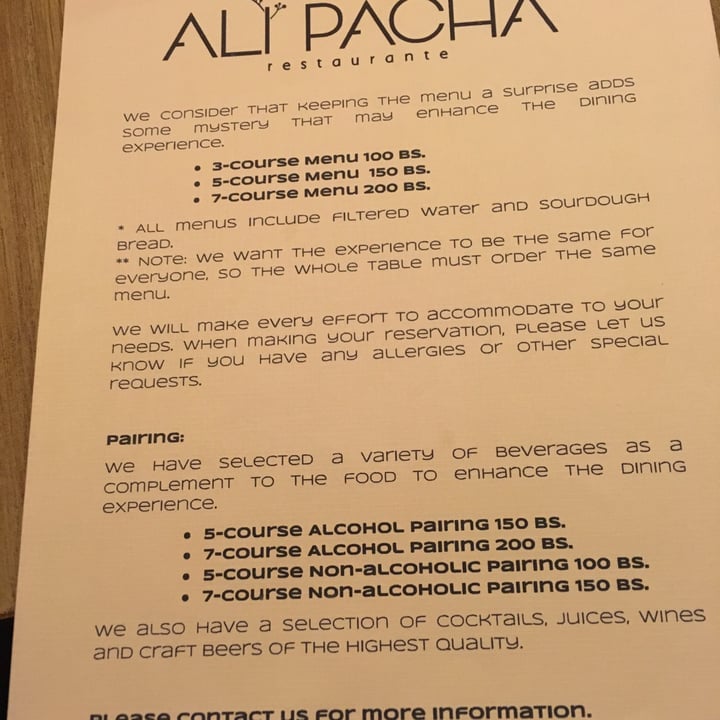 ALI PACHA
restaurante
We consider that keeping the menu a surprise adds
some mystery that may enhance the dining
experience.
• 3-course Menu 100 BS.
• 5-course Menu 150 BS.
• 7-course Menu 200 BS.
* All menus include filtered water and sourdough
bread.
** Note: We want the experience to be the same for
everyone, so the whole table must order the same
menu.
We will make every effort to accommodate to your
needs. When making your reservation, please let us
know if you have any allergies or other special
requests.
Pairing:
We have selected a variety of beverages as a
complement to the food to enhance the dining
experience.
• 5-course Alcohol Pairing 150 BS.
• 7-course Alcohol Pairing 200 BS.
• 5-course Non-alcoholic Pairing 100 BS.
• 7-course Non-alcoholic Pairing 150 BS.
We also have a selection of cocktails, juices, wines
and craft beers of the highest quality.
Please contact us for more information.